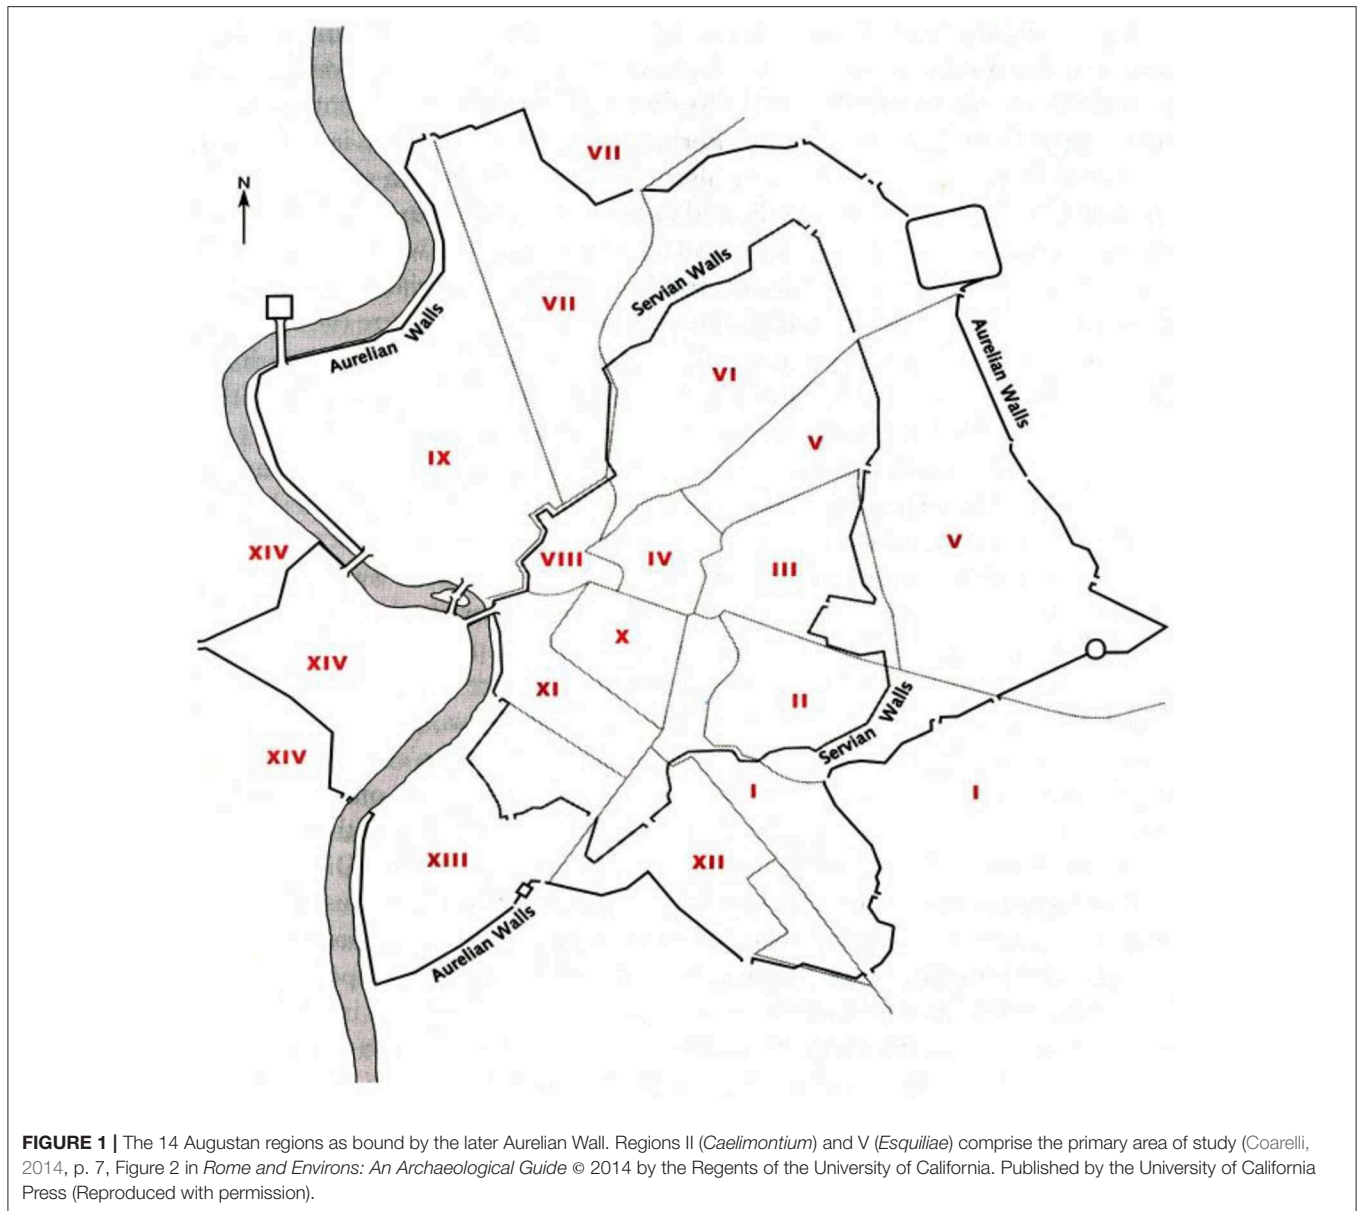 VII
N
Servian Walls
VII
Aurelian Walls
Aurelian Walls
VI
V
IX
V
XIV
VIII
IV
III
X
XIV
XI
II
Servian Walls
XIV
I
I
XIII
XII
Aurelian Walls
FIGURE 1 | The 14 Augustan regions as bound by the later Aurelian Wall. Regions II (Caelimontium) and V (Esquiliae) comprise the primary area of study (Coarelli,
2014, p. 7, Figure 2 in Rome and Environs: An Archaeological Guide © 2014 by the Regents of the University of California. Published by the University of California
Press (Reproduced with permission).